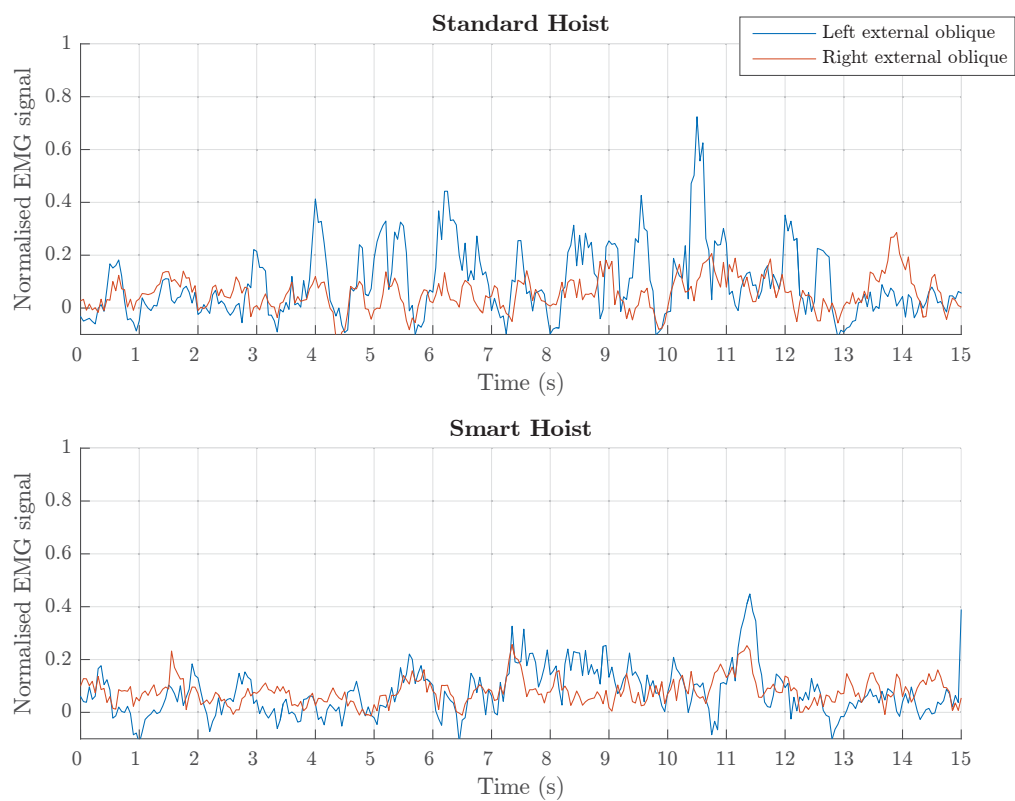 Standard Hoist
Left external oblique
Right external oblique
Normalised EMG signal
1
0.8
0.6
0.4
0.2
0
0 1 2 3 4 5 6 7 8 9 10 11 12 13 14 15
Time (s)
Smart Hoist
Normalised EMG signal
1
0.8
0.6
0.4
0.2
0
0 1 2 3 4 5 6 7 8 9 10 11 12 13 14 15
Time (s)